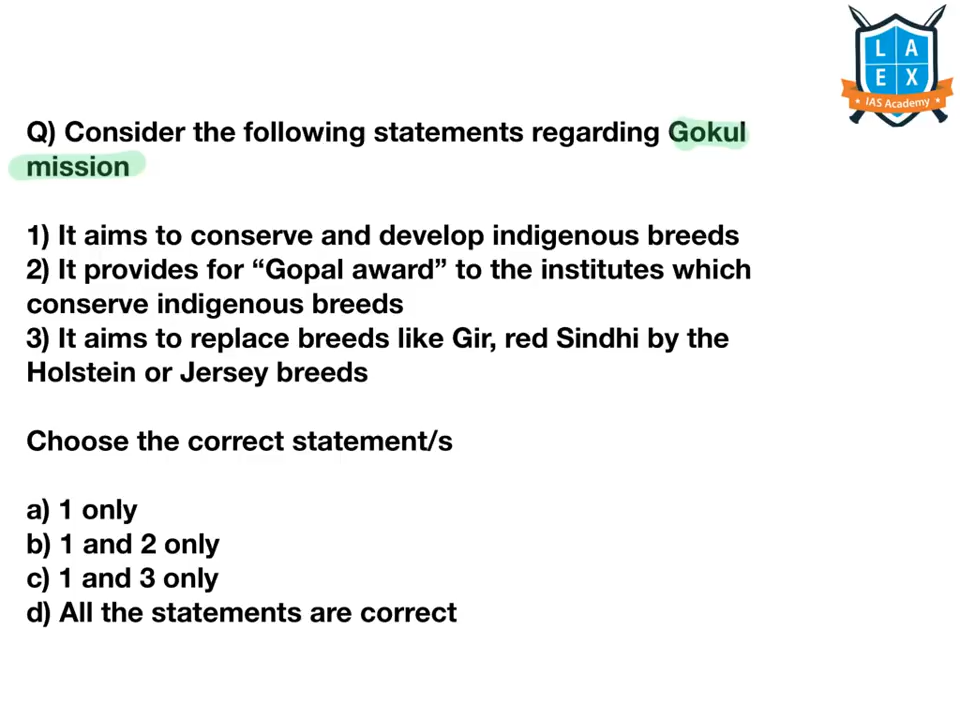 L A
E X
IAS Academy
Q) Consider the following statements regarding Gokul
mission
1) It aims to conserve and develop indigenous breeds
2) It provides for “Gopal award” to the institutes which
conserve indigenous breeds
3) It aims to replace breeds like Gir, red Sindhi by the
Holstein or Jersey breeds
Choose the correct statement/s
a) 1 only
b) 1 and 2 only
c) 1 and 3 only
d) All the statements are correct